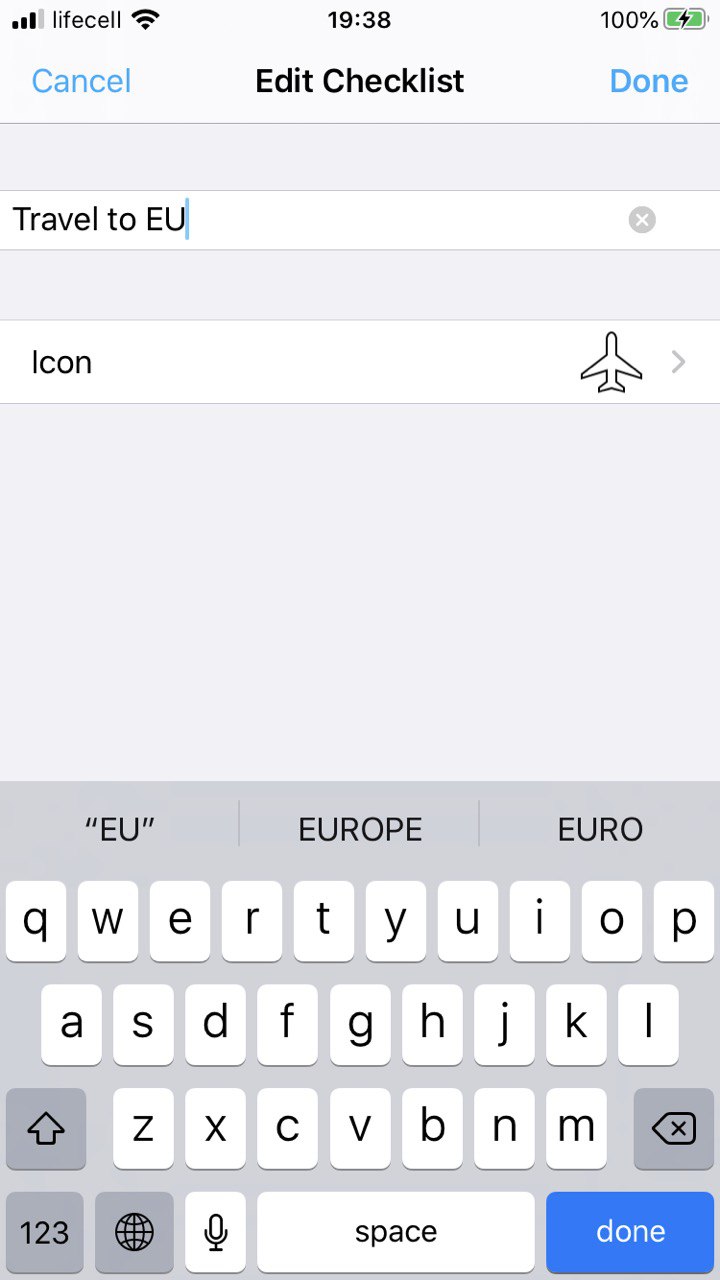 lifecell 19:38 100%
Cancel Edit Checklist Done
Travel to EU
Icon
“EU” EUROPE EURO
q w e r t y u i o p
a s d f g h j k l
z x c v b n m
123 space done